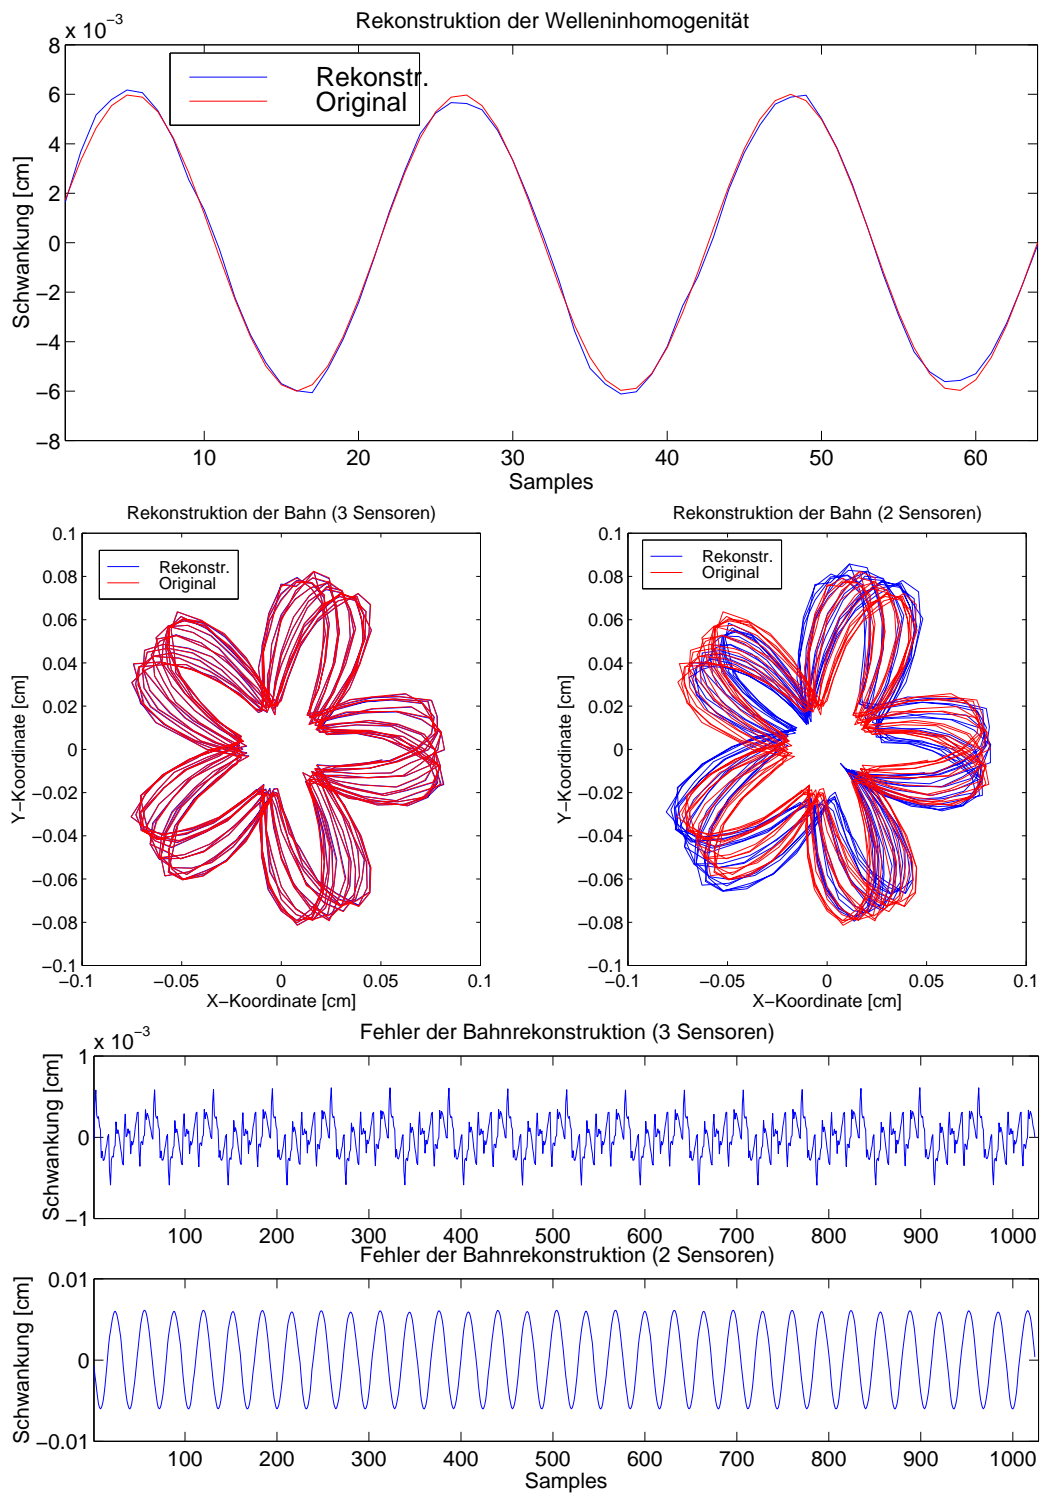 Rekonstruktion der Welleninhomogenität
x 10−3
8
6
4
2
0
−2
−4
−6
−8
Schwankung [cm]
Rekonstr.
Original
10 20 30 40 50 60
Samples
Rekonstruktion der Bahn (3 Sensoren)
0.1
0.08
0.06
0.04
0.02
0
−0.02
−0.04
−0.06
−0.08
−0.1
Y−Koordinate [cm]
Rekonstr.
Original
−0.1 −0.05 0 0.05 0.1
X−Koordinate [cm]
Rekonstruktion der Bahn (2 Sensoren)
0.1
0.08
0.06
0.04
0.02
0
−0.02
−0.04
−0.06
−0.08
−0.1
Y−Koordinate [cm]
Rekonstr.
Original
−0.1 −0.05 0 0.05 0.1
X−Koordinate [cm]
Fehler der Bahnrekonstruktion (3 Sensoren)
x 10−3
1
0
−1
Schwankung [cm]
100 200 300 400 500 600 700 800 900 1000
Fehler der Bahnrekonstruktion (2 Sensoren)
0.01
0
−0.01
Schwankung [cm]
100 200 300 400 500 600 700 800 900 1000
Samples